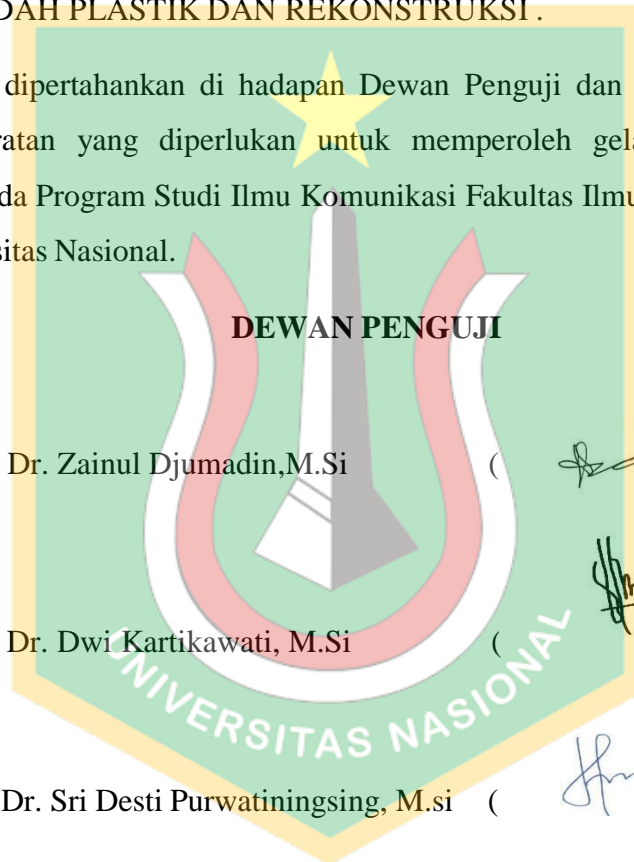 DAH PLASTIK DAN REKONSTRUKSI .
dipertahankan di hadapan Dewan Penguji dan
ratan yang diperlukan untuk memperoleh gela
da Program Studi Ilmu Komunikasi Fakultas Ilmu
sitas Nasional.
DEWAN PENGUJI
Dr. Zainul Djumadin,M.Si (
Dr. Dwi Kartikawati, M.Si (
UNIVERSITAS NASIONAL
Dr. Sri Desti Purwatiningsing, M.si (